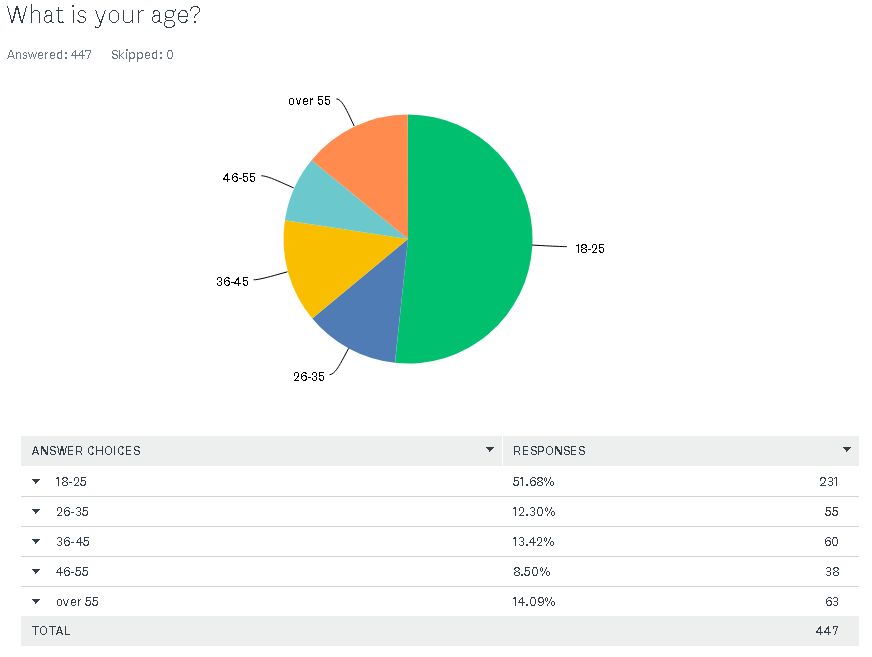 What is your age?
Answered: 447 Skipped: 0
over 55
46-55
18-25
36-45
26-35
ANSWER CHOICES RESPONSES
18-25 51.68% 231
26-35 12.30% 55
36-45 13.42% 60
46-55 8.50% 38
over 55 14.09% 63
TOTAL 447